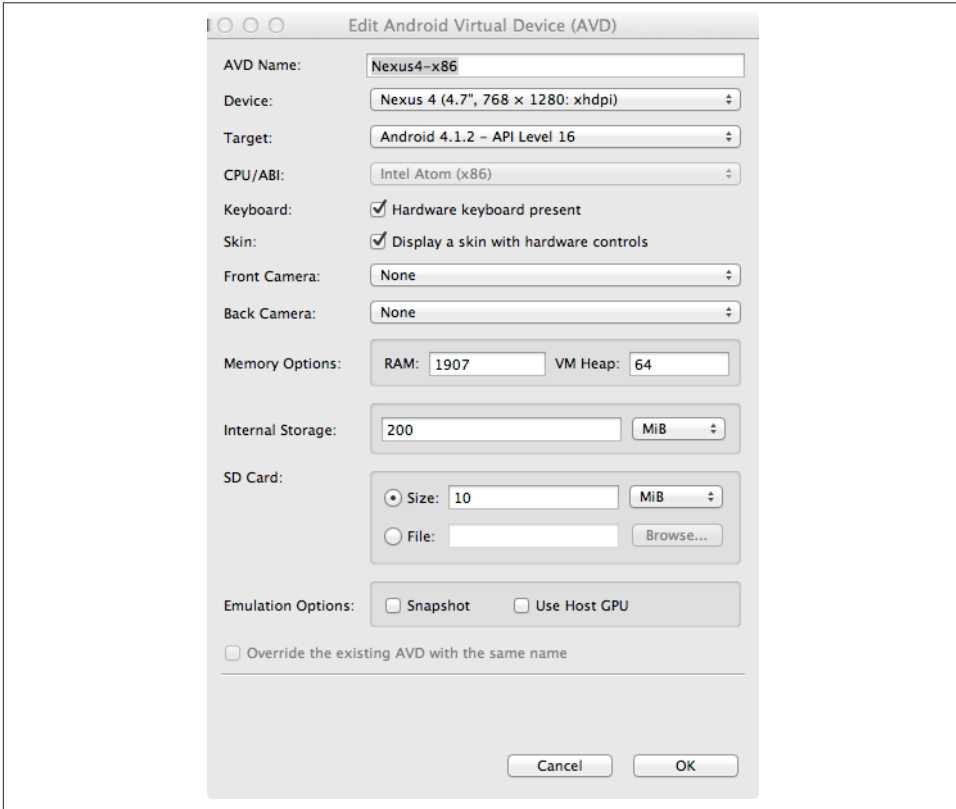 Edit Android Virtual Device (AVD)
AVD Name: Nexus4-x86
Device: Nexus 4 (4.7", 768 × 1280: xhdpi)
Target: Android 4.1.2 – API Level 16
CPU/ABI: Intel Atom (x86)
Keyboard: Hardware keyboard present
Skin: Display a skin with hardware controls
Front Camera: None
Back Camera: None
Memory Options: RAM: 1907 VM Heap: 64
Internal Storage: 200 MiB
SD Card:
Size: 10 MiB
File: Browse...
Emulation Options: Snapshot Use Host GPU
Override the existing AVD with the same name
Cancel OK